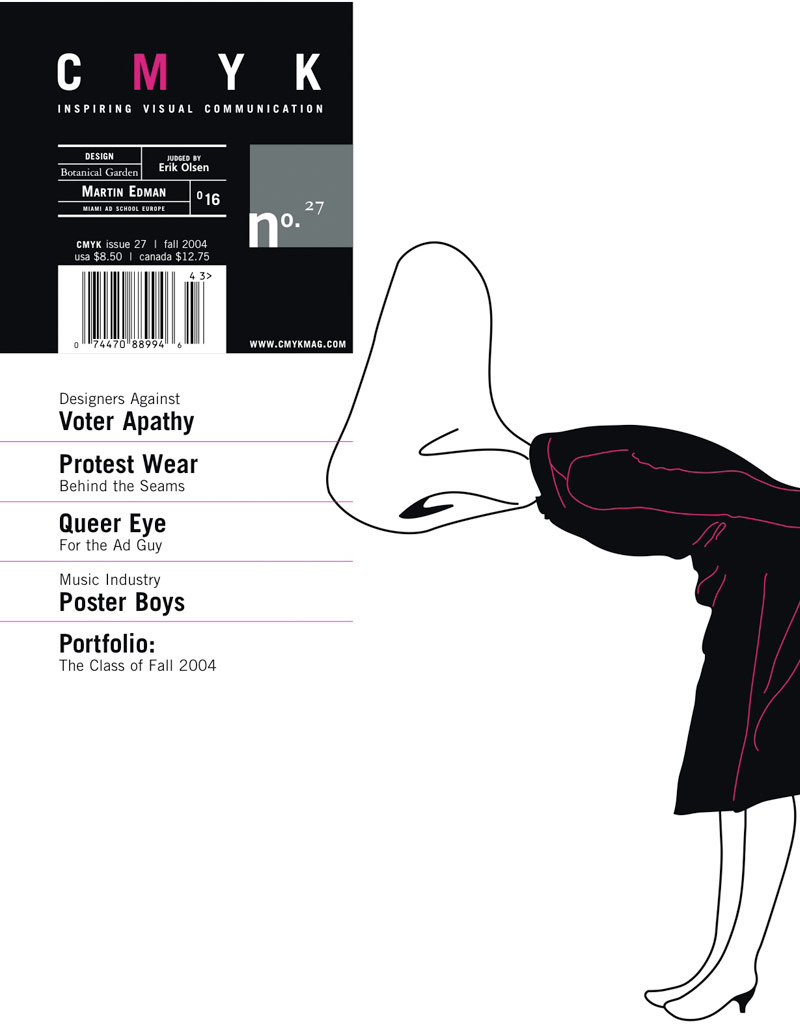 CMYK
INSPIRING VISUAL COMMUNICATION
DESIGN
Botanical Garden
JUDGED BY
Erik Olsen
MARTIN EDMAN
MIAMI AD SCHOOL EUROPE
016
no. 27
CMYK issue 27 | fall 2004
usa $8.50 | canada $12.75
4 3>
0 74470 88994 6
WWW.CMYKMAG.COM
Designers Against
Voter Apathy
Protest Wear
Behind the Seams
Queer Eye
For the Ad Guy
Music Industry
Poster Boys
Portfolio:
The Class of Fall 2004